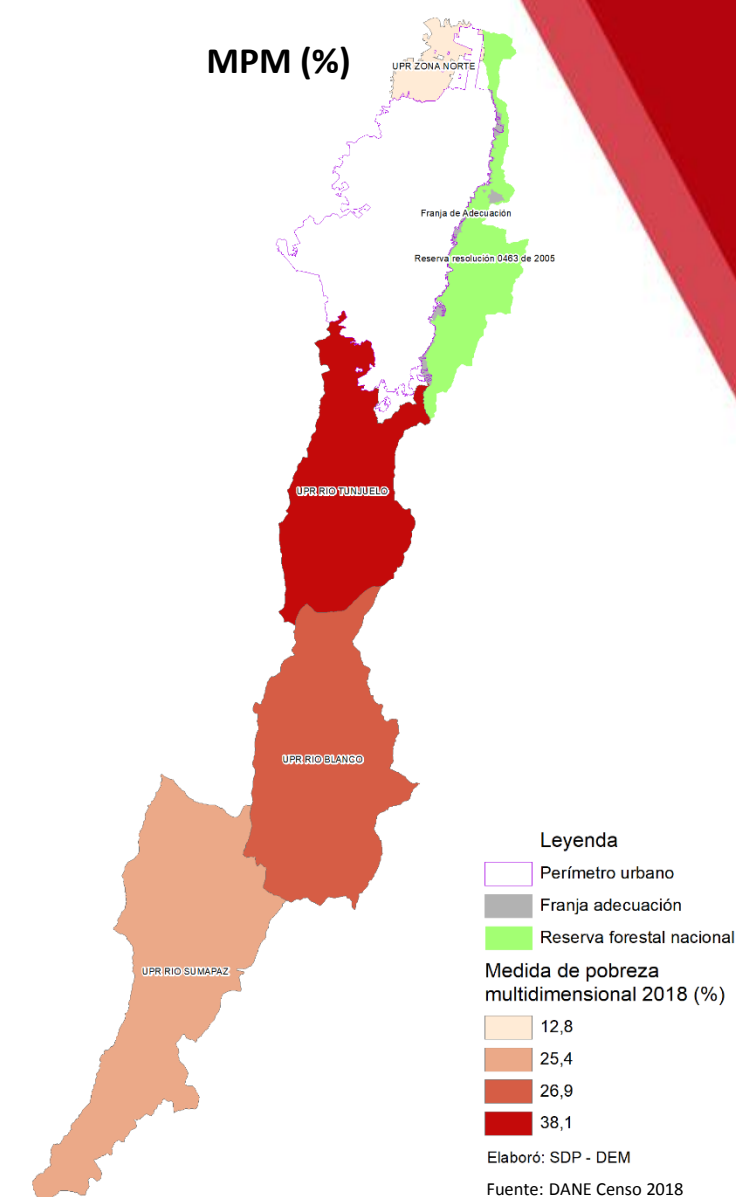 MPM (%)
UPR ZONA NORTE
Franja de Adecuación
Reserva resolución 0463 de 2005
UPR RIO TUNJUELO
UPR RIO BLANCO
UPR RIO SUMAPAZ
Leyenda
Perímetro urbano
Franja adecuación
Reserva forestal nacional
Medida de pobreza
multidimensional 2018 (%)
12,8
25,4
26,9
38,1
Elaboró: SDP - DEM
Fuente: DANE Censo 2018